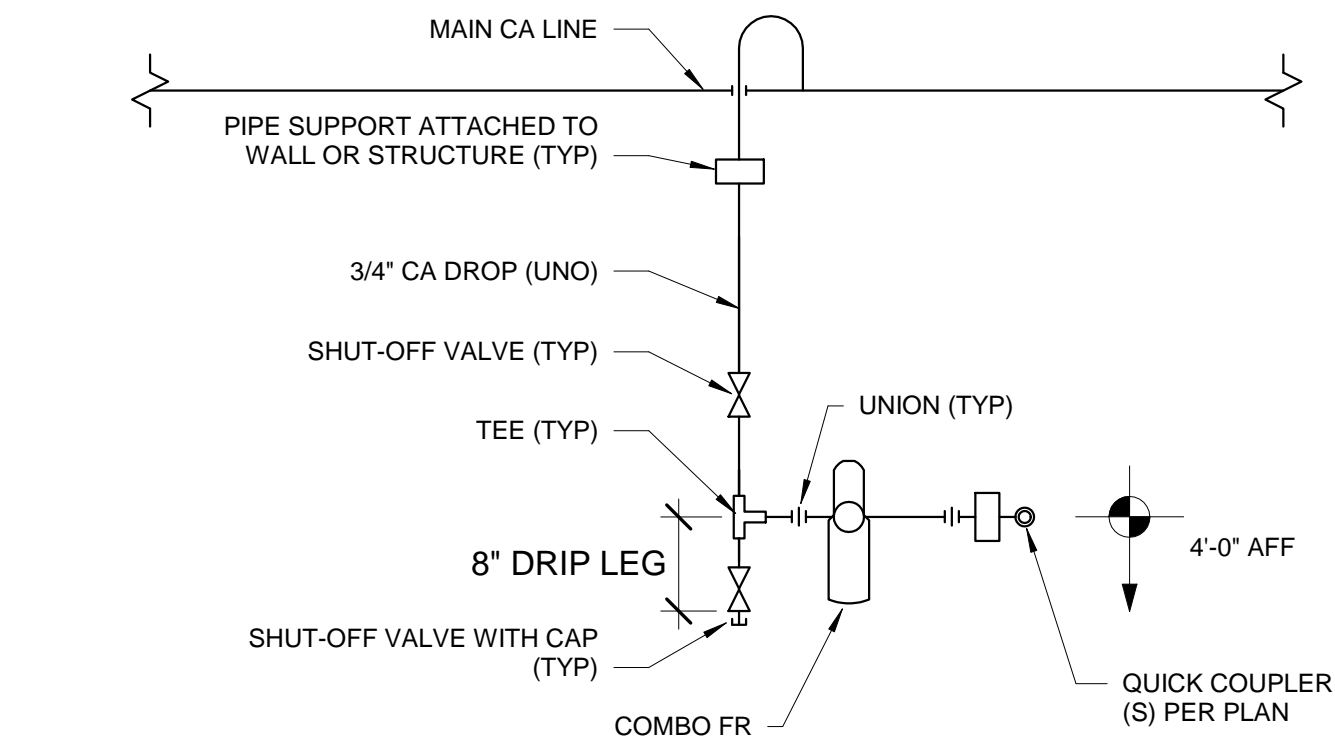 MAIN CA LINE
PIPE SUPPORT ATTACHED TO
WALL OR STRUCTURE (TYP)
3/4" CA DROP (UNO)
SHUT-OFF VALVE (TYP)
UNION (TYP)
TEE (TYP)
4'-0" AFF
8" DRIP LEG
SHUT-OFF VALVE WITH CAP
(TYP)
QUICK COUPLER
(S) PER PLAN
COMBO FR